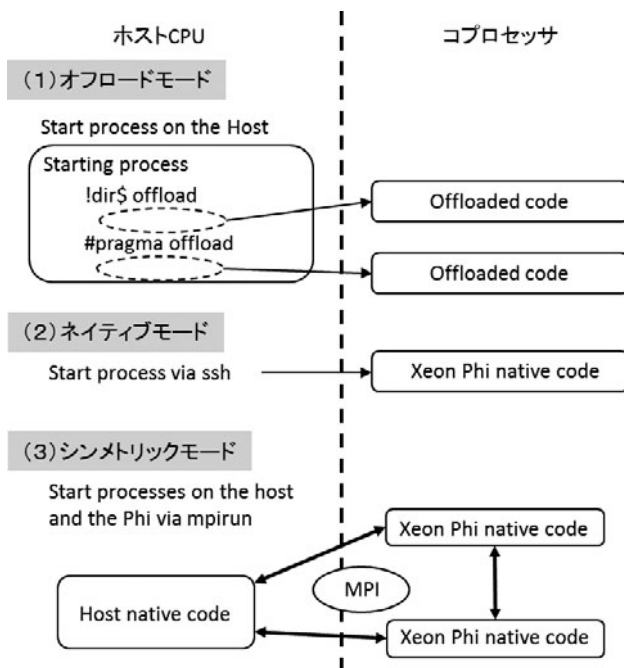 ホストCPU
コプロセッサ
（1）オフロードモード
Start process on the Host
Starting process
!dir$ offload
Offloaded code
#pragma offload
Offloaded code
（2）ネイティブモード
Start process via ssh
Xeon Phi native code
（3）シンメトリックモード
Start processes on the host
and the Phi via mpirun
Xeon Phi native code
MPI
Host native code
Xeon Phi native code